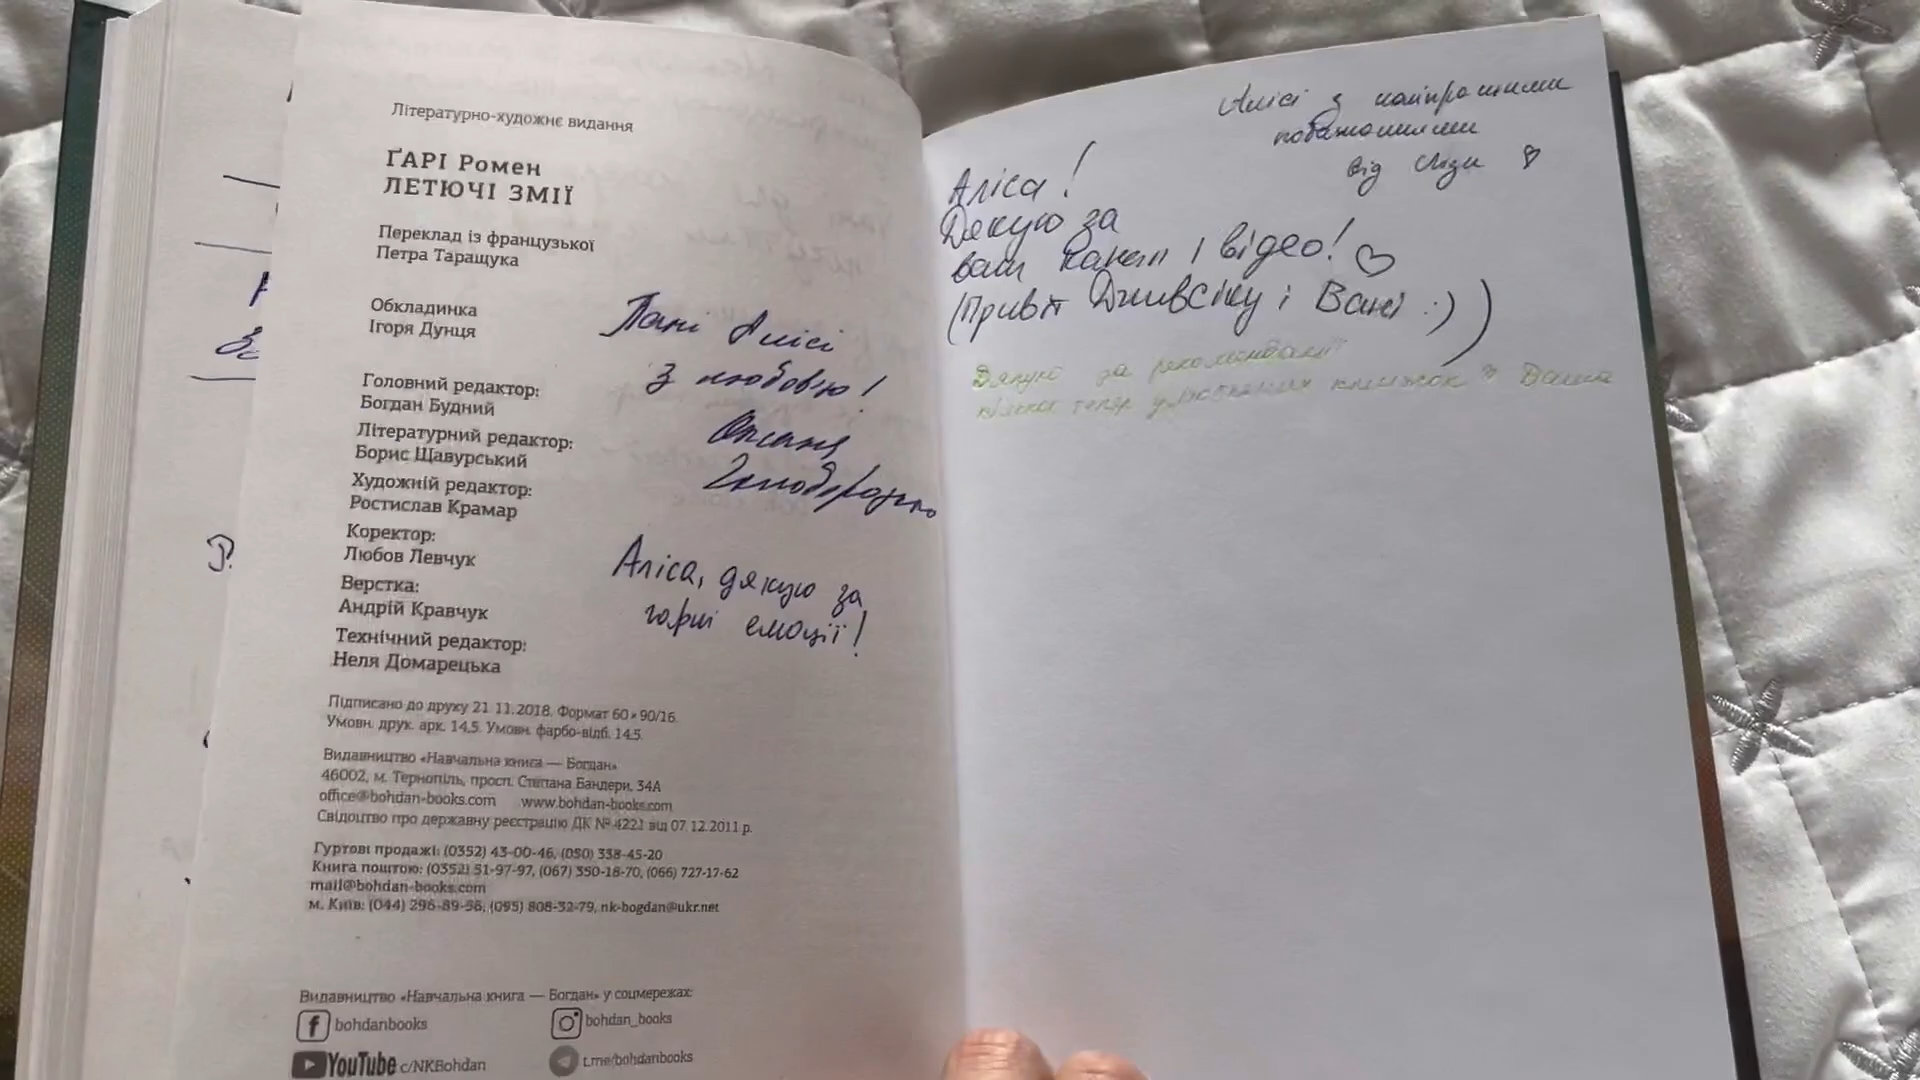 Літературно-художнє видання
ҐАРІ Ромен
ЛЕТЮЧІ ЗМІЇ
Переклад із французької
Петра Таращука
Обкладинка
Ігоря Дунця
Головний редактор:
Богдан Будний
Літературний редактор:
Борис Щавурський
Художній редактор:
Ростислав Крамар
Коректор:
Любов Левчук
Верстка:
Андрій Кравчук
Технічний редактор:
Неля Домарецька
Пані Алісі
з любов'ю!
Оксана
Аліса, дякую за
гарні емоції!
Підписано до друку 21.11.2018. Формат 60×90/16.
Умовн. друк. арк. 14,5. Умовн. фарбо-відб. 14,5.
Видавництво «Навчальна книга — Богдан»
46002, м. Тернопіль, просп. Степана Бандери, 34А
office@bohdan-books.com www.bohdan-books.com
Свідоцтво про державну реєстрацію ДК № 4221 від 07.12.2011 р.
Гуртові продажі: (0352) 43-00-46, (050) 338-45-20
Книга поштою: (0352) 51-97-97, (067) 350-18-70, (066) 727-17-62
mail@bohdan-books.com
м. Київ: (044) 296-89-56; (095) 808-32-79, nk-bogdan@ukr.net
Видавництво «Навчальна книга — Богдан» у соцмережах:
bohdanbooks
bohdan_books
YouTube c/NKBohdan
t.me/bohdanbooks
Алісі з найкращими
побажаннями
від Лізи ♡
Аліса!
Дякую за
ваш канал і відео! ♡
(Привіт Дживсіку і Вані :))
Дякую за рекомендації
тепер улюблених книжок Даша